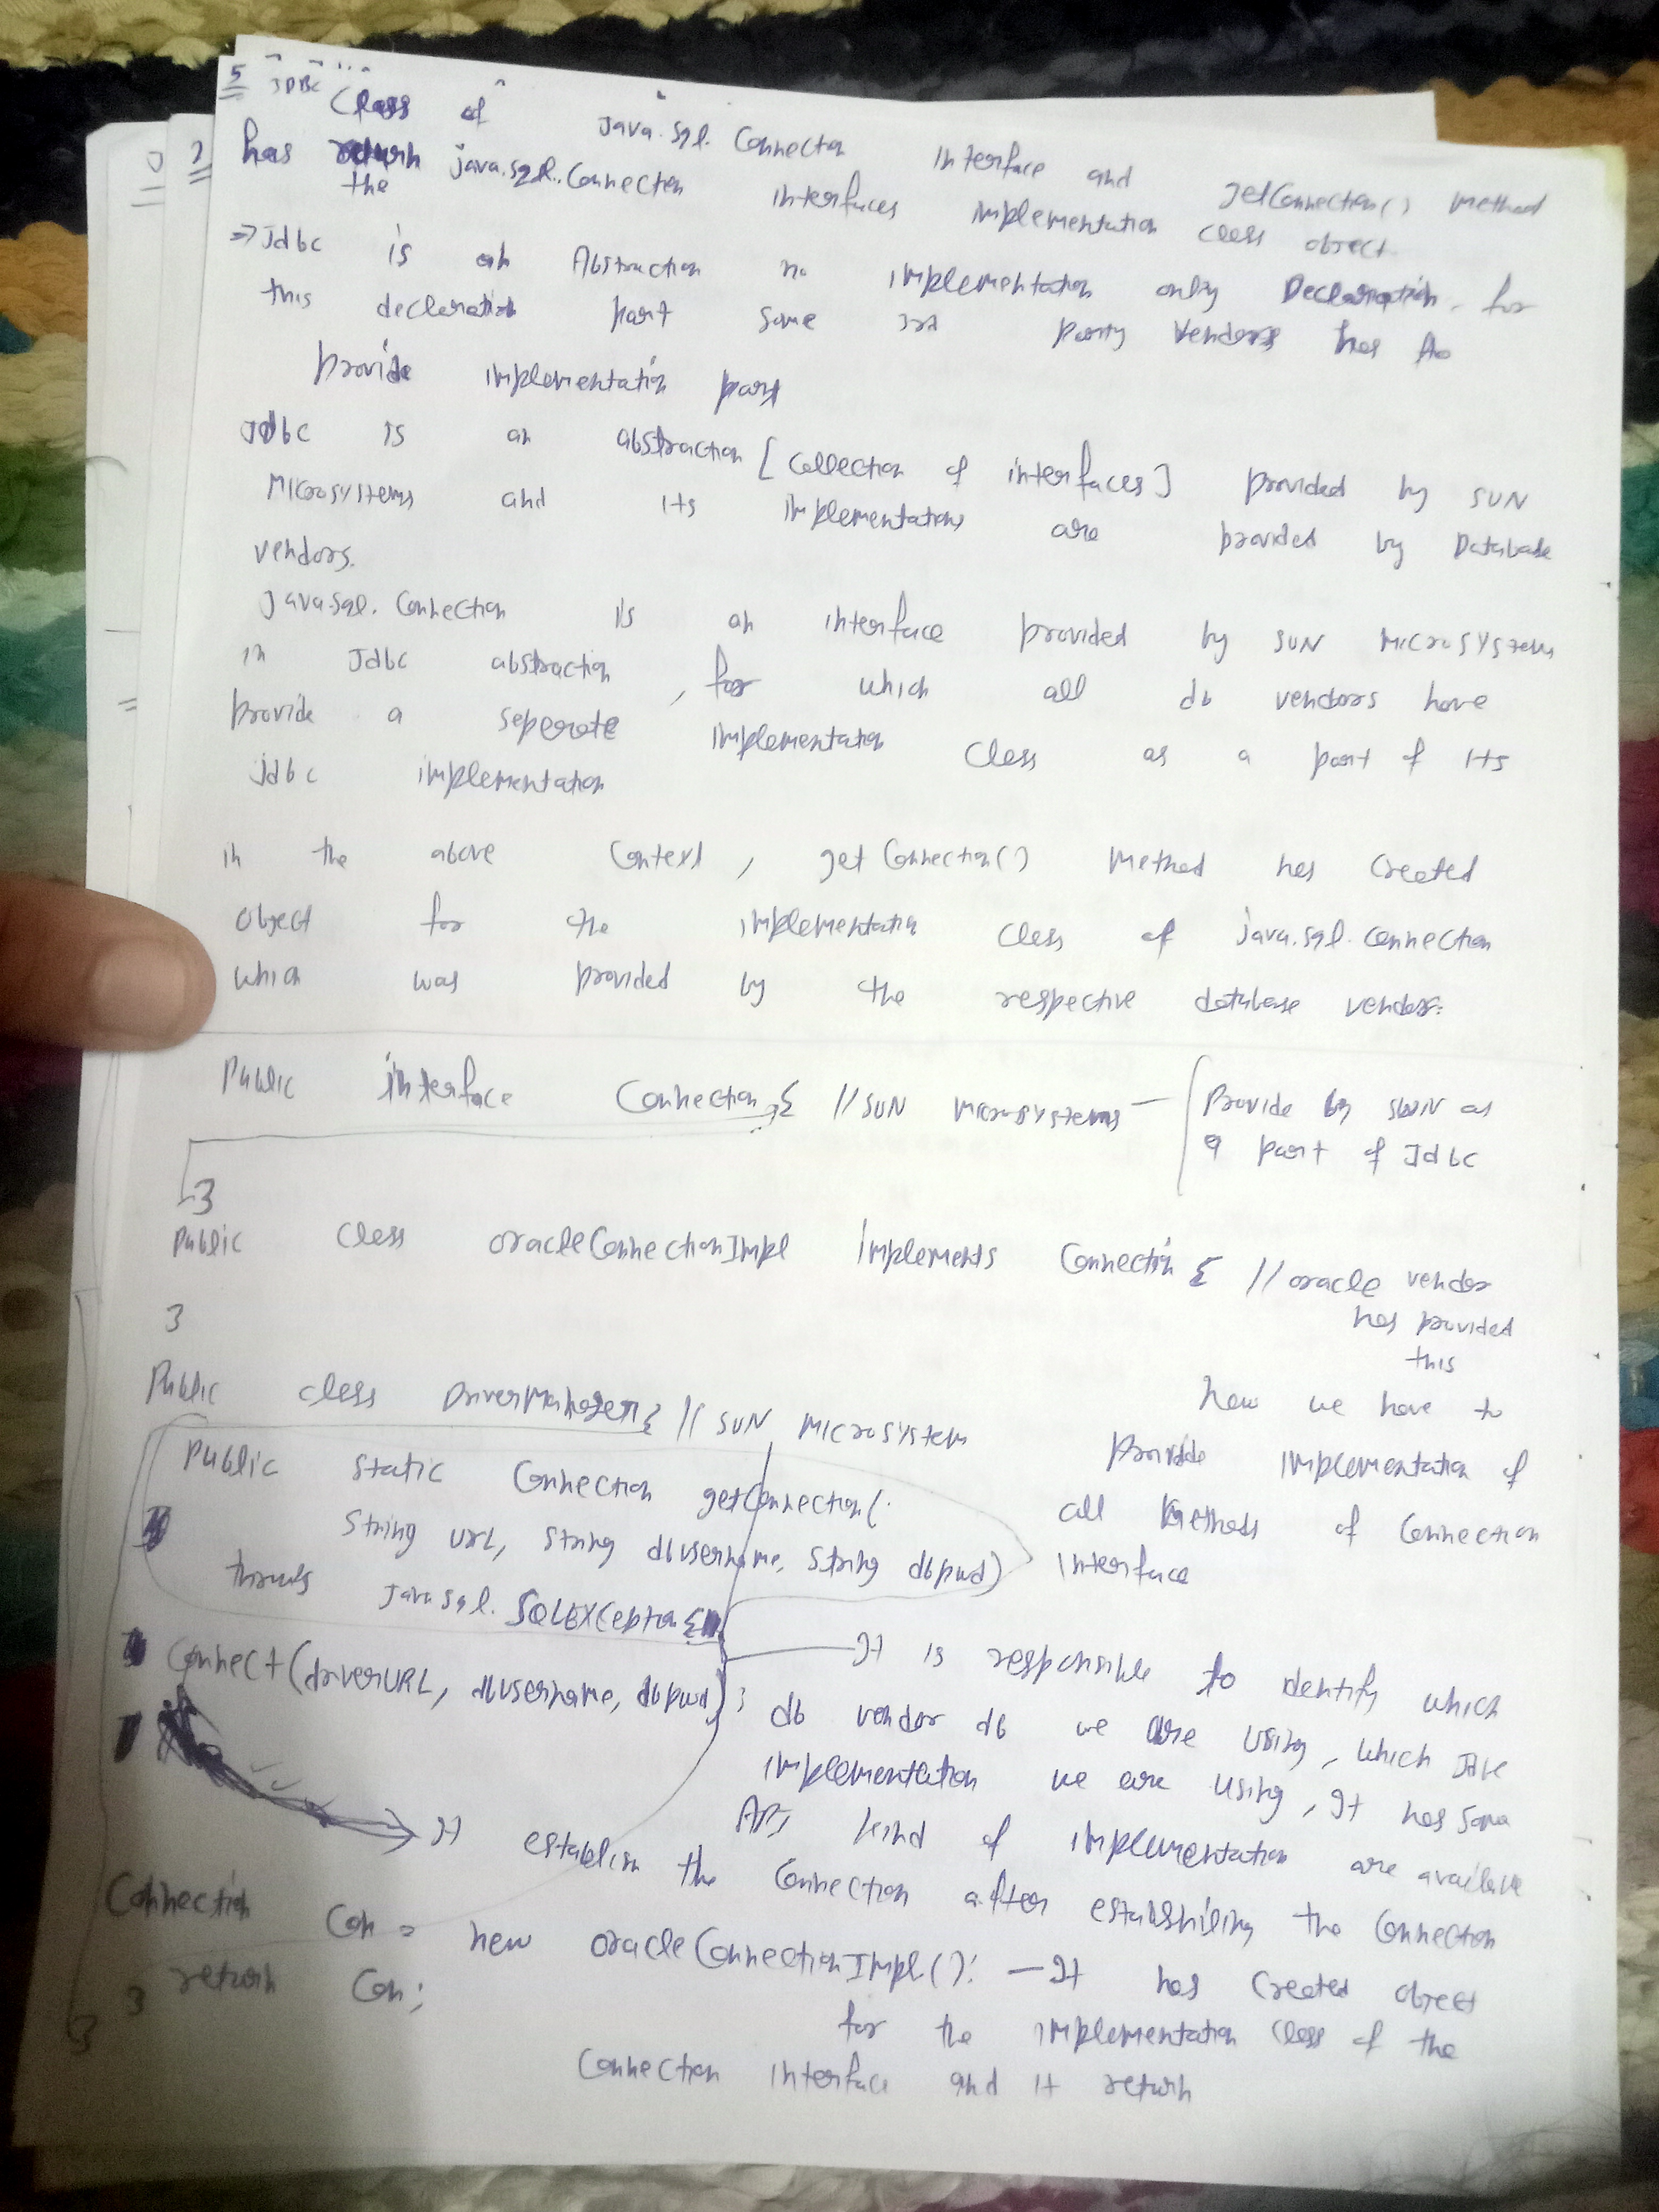 5 JDBC
class of java.sql.Connection interface and getConnection() method
has return java.sql.Connection interfaces implementation class object
the
=> Jdbc is an Abstraction no implementation only Declaration. for
this declaration part some 3rd party vendors has to
provide implementation part
Jdbc is an abstraction [collection of interfaces] provided by SUN
Microsystems and its implementations are provided by Database
vendors.
Java.sql.Connection is an interface provided by SUN MICROSYSTEMS
in Jdbc abstraction, for which all db vendors have
provide a seperate implementation class as a part of its
jdbc implementation
in the above context, getConnection() method has created
object for the implementation class of java.sql.connection
which was provided by the respective database vendors.
Public interface Connection { //SUN microsystems — Provide by SUN as
a part of Jdbc
}
Public class oracleConnectionImpl implements Connection { //oracle vendor
has provided
this
}
Public class DriverManager { // SUN MICROSYSTEM
how we have to
provide implementation of
all methods of Connection
interface
Public static Connection getConnection(
String url, string dbusername, string dbpwd)
throws java.sql.SQLException {
Connect(driverURL, dbusername, dbpwd);
It is responsible to identify which
db vendor db we are using, which
implementation we are using, It has some
API, kind of implementation are available
It establish the connection after establishing the connection
Connection con = new oracleConnectionImpl(); — It has created object
return con;
for the implementation class of the
connection interface and it return
}
}